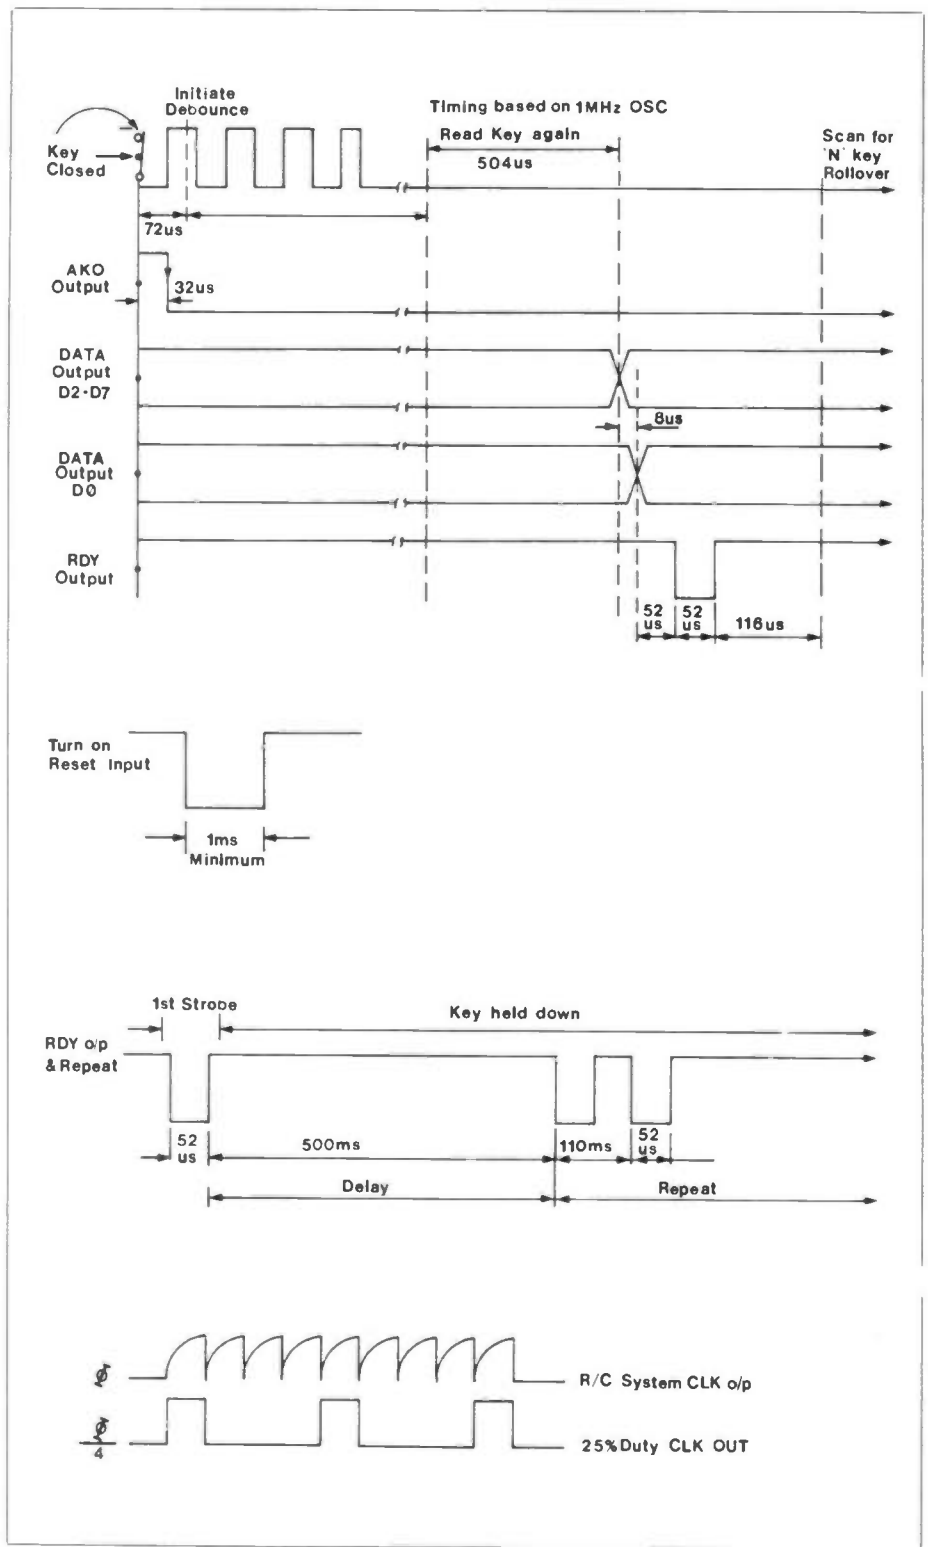 Initiate
Debounce
Timing based on 1MHz OSC
Read Key again
504us
Scan for
'N' key
Rollover
Key
Closed
72us
AKO
Output
32us
DATA
Output
D2-D7
8us
DATA
Output
D0
RDY
Output
52
us
52
us
116us
Turn on
Reset Input
1ms
Minimum
1st Strobe
Key held down
RDY o/p
& Repeat
52
us
500ms
110ms
52
us
Delay
Repeat
R/C System CLK o/p
4
25% Duty CLK OUT